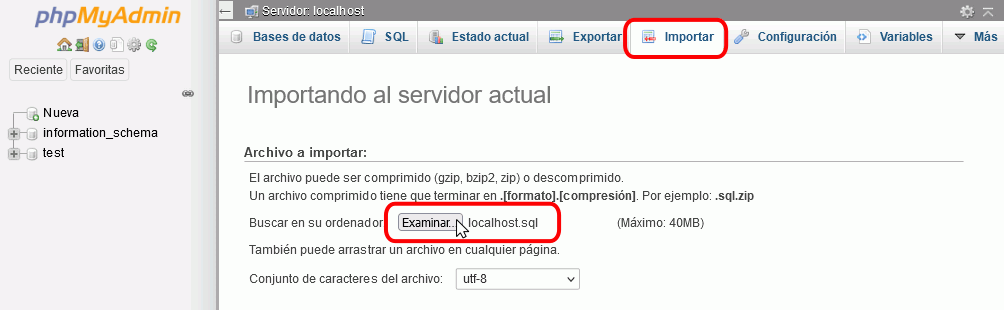 phpMyAdmin
Reciente Favoritas
Nueva
information_schema
test
Servidor: localhost
Bases de datos SQL Estado actual Exportar Importar Configuración Variables Más
Importando al servidor actual
Archivo a importar:
El archivo puede ser comprimido (gzip, bzip2, zip) o descomprimido.
Un archivo comprimido tiene que terminar en .[formato].[compresión]. Por ejemplo: .sql.zip
Buscar en su ordenador Examinar... localhost.sql (Máximo: 40MB)
También puede arrastrar un archivo en cualquier página.
Conjunto de caracteres del archivo: utf-8